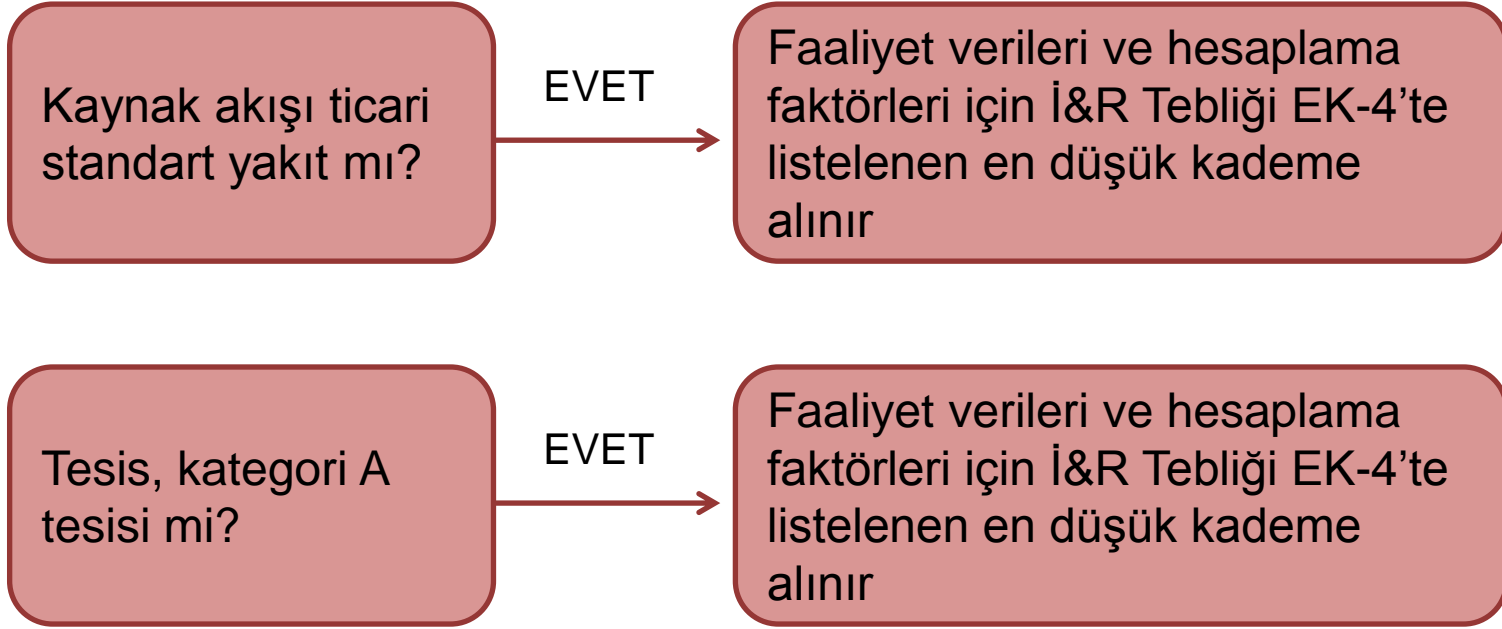 Kaynak akışı ticari
standart yakıt mı?
EVET
Faaliyet verileri ve hesaplama
faktörleri için İ&R Tebliği EK-4’te
listelenen en düşük kademe
alınır
Tesis, kategori A
tesisi mi?
EVET
Faaliyet verileri ve hesaplama
faktörleri için İ&R Tebliği EK-4’te
listelenen en düşük kademe
alınır